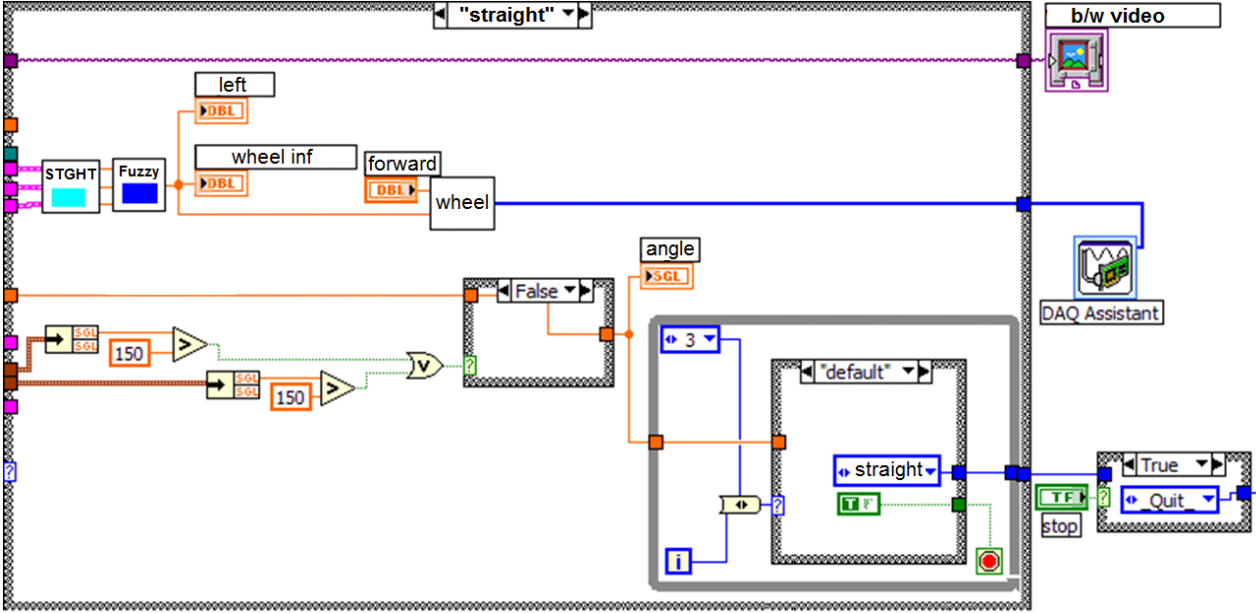 "straight"
b/w video
left
DBL
wheel inf
DBL
forward
DBL
STGHT
Fuzzy
wheel
angle
SGL
False
DAQ Assistant
SGL
SGL
150
>
V
?
3
SGL
SGL
150
>
"default"
?
straight
True
T F
?
TF
?
_Quit_
stop
i